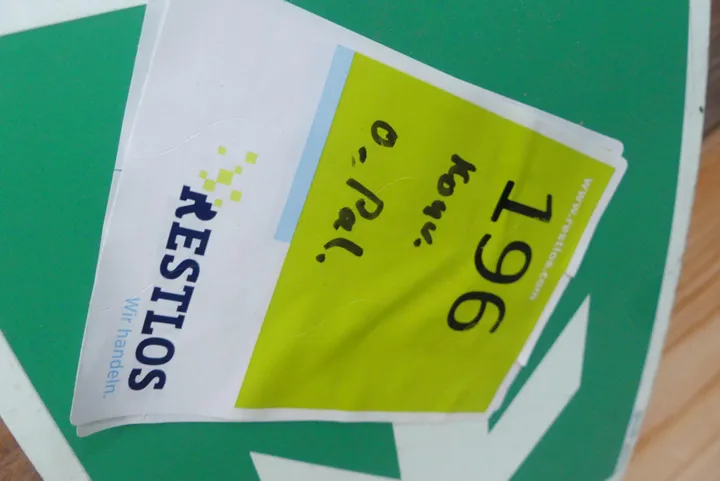 www.restlos.com
196
Konv.
o. Pal.
RESTLOS
Wir handeln.